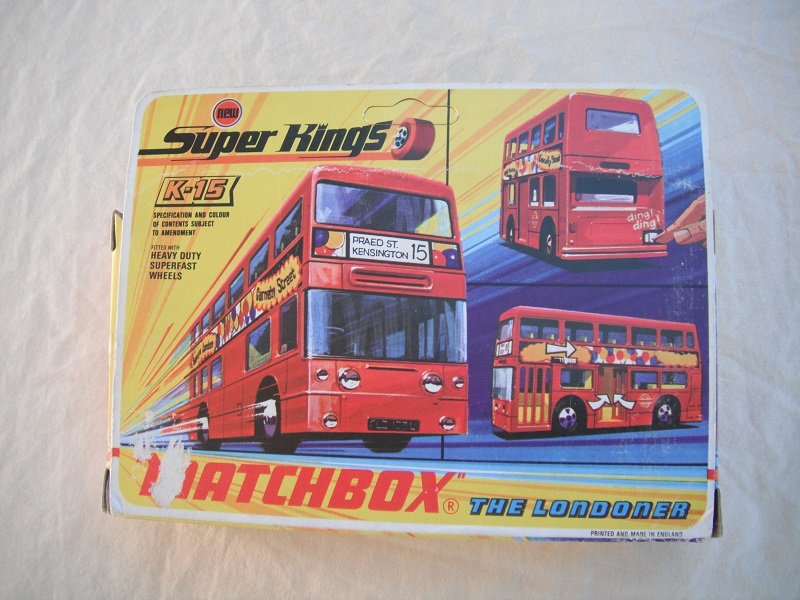 new
Super Kings
K-15
SPECIFICATION AND COLOUR
OF CONTENTS SUBJECT
TO AMENDMENT
FITTED WITH
HEAVY DUTY
SUPERFAST
WHEELS
PRAED ST.
KENSINGTON 15
Carnaby Street
ding!
ding!
MATCHBOX" ®
THE LONDONER
PRINTED AND MADE IN ENGLAND